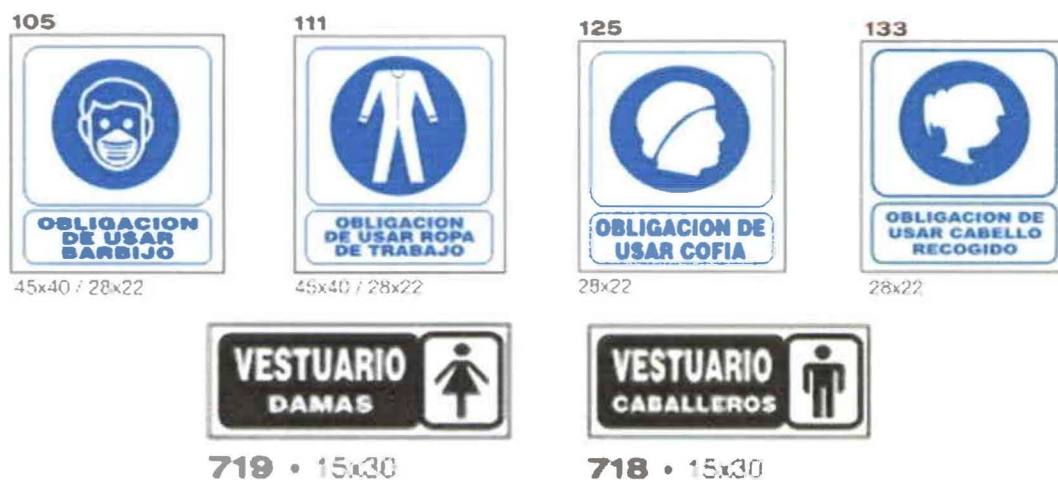 105
111
125
133
OBLIGACION
DE USAR
BARBIJO
OBLIGACION
DE USAR ROPA
DE TRABAJO
OBLIGACION DE
USAR COFIA
OBLIGACION DE
USAR CABELLO
RECOGIDO
45x40 / 28x22
45x40 / 28x22
28x22
28x22
VESTUARIO
DAMAS
VESTUARIO
CABALLEROS
719 • 15x30
718 • 15x30